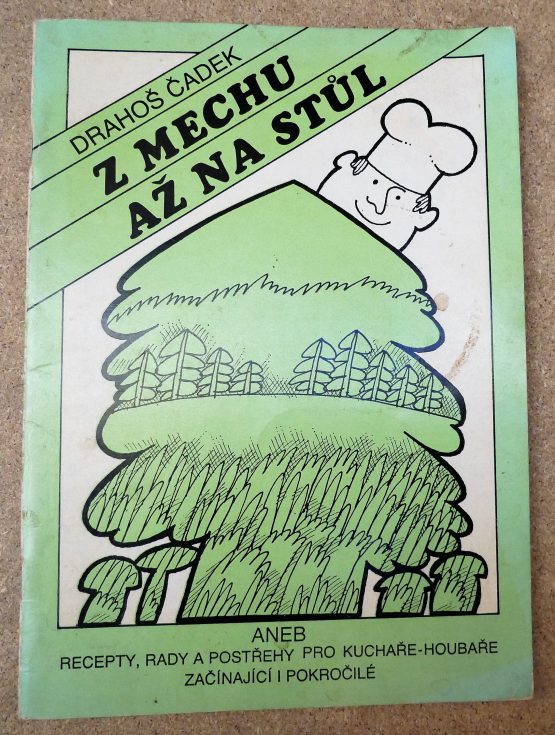 DRAHOŠ ČADEK
Z MECHU
AŽ NA STŮL
ANEB
RECEPTY, RADY A POSTŘEHY PRO KUCHAŘE-HOUBAŘE
ZAČÍNAJÍCÍ I POKROČILÉ